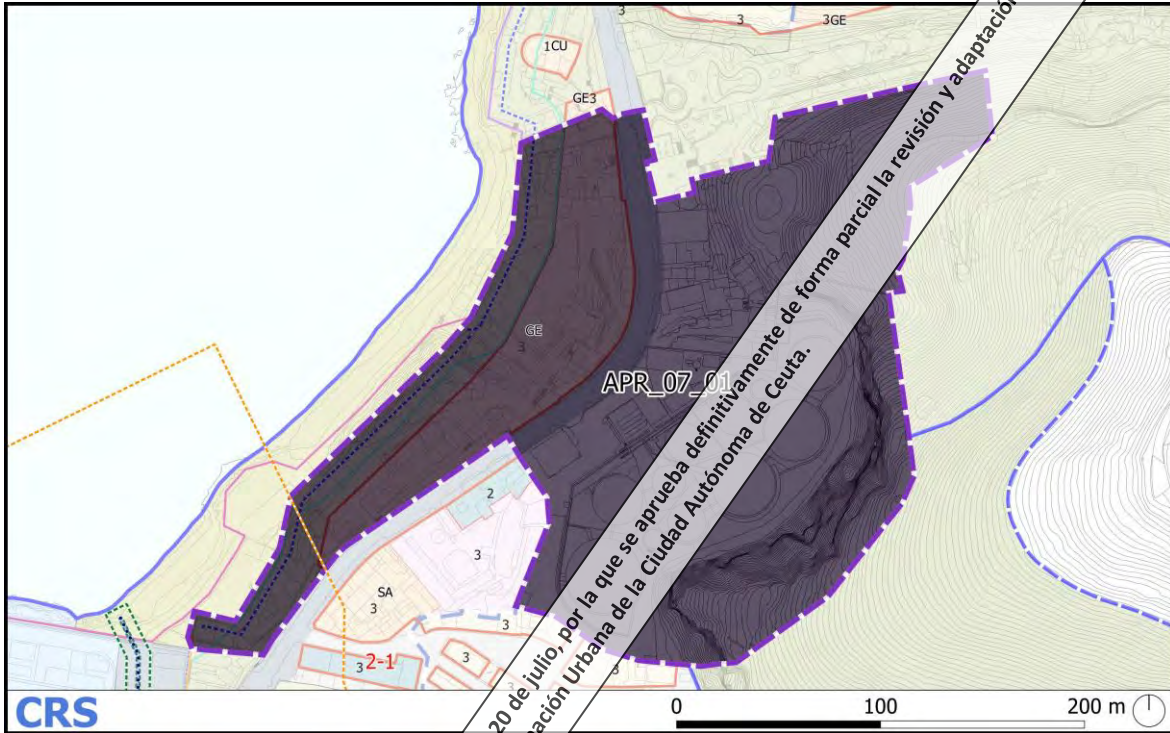 3
3
3GE
1CU
GE3
GE
3
APR_07_01
2
3
SA
3
3
3
2-1
3
3
3
20 de julio, por la que se aprueba definitivamente de forma parcial la revisión y adaptación
Urbana de la Ciudad Autónoma de Ceuta.
CRS
0 100 200 m